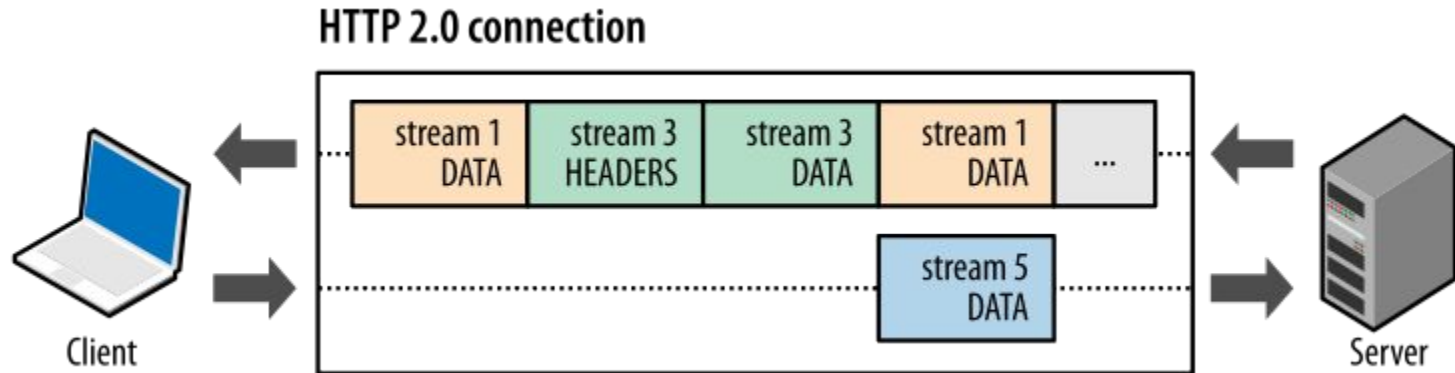 HTTP 2.0 connection
stream 1
DATA
stream 3
HEADERS
stream 3
DATA
stream 1
DATA
...
stream 5
DATA
Client
Server